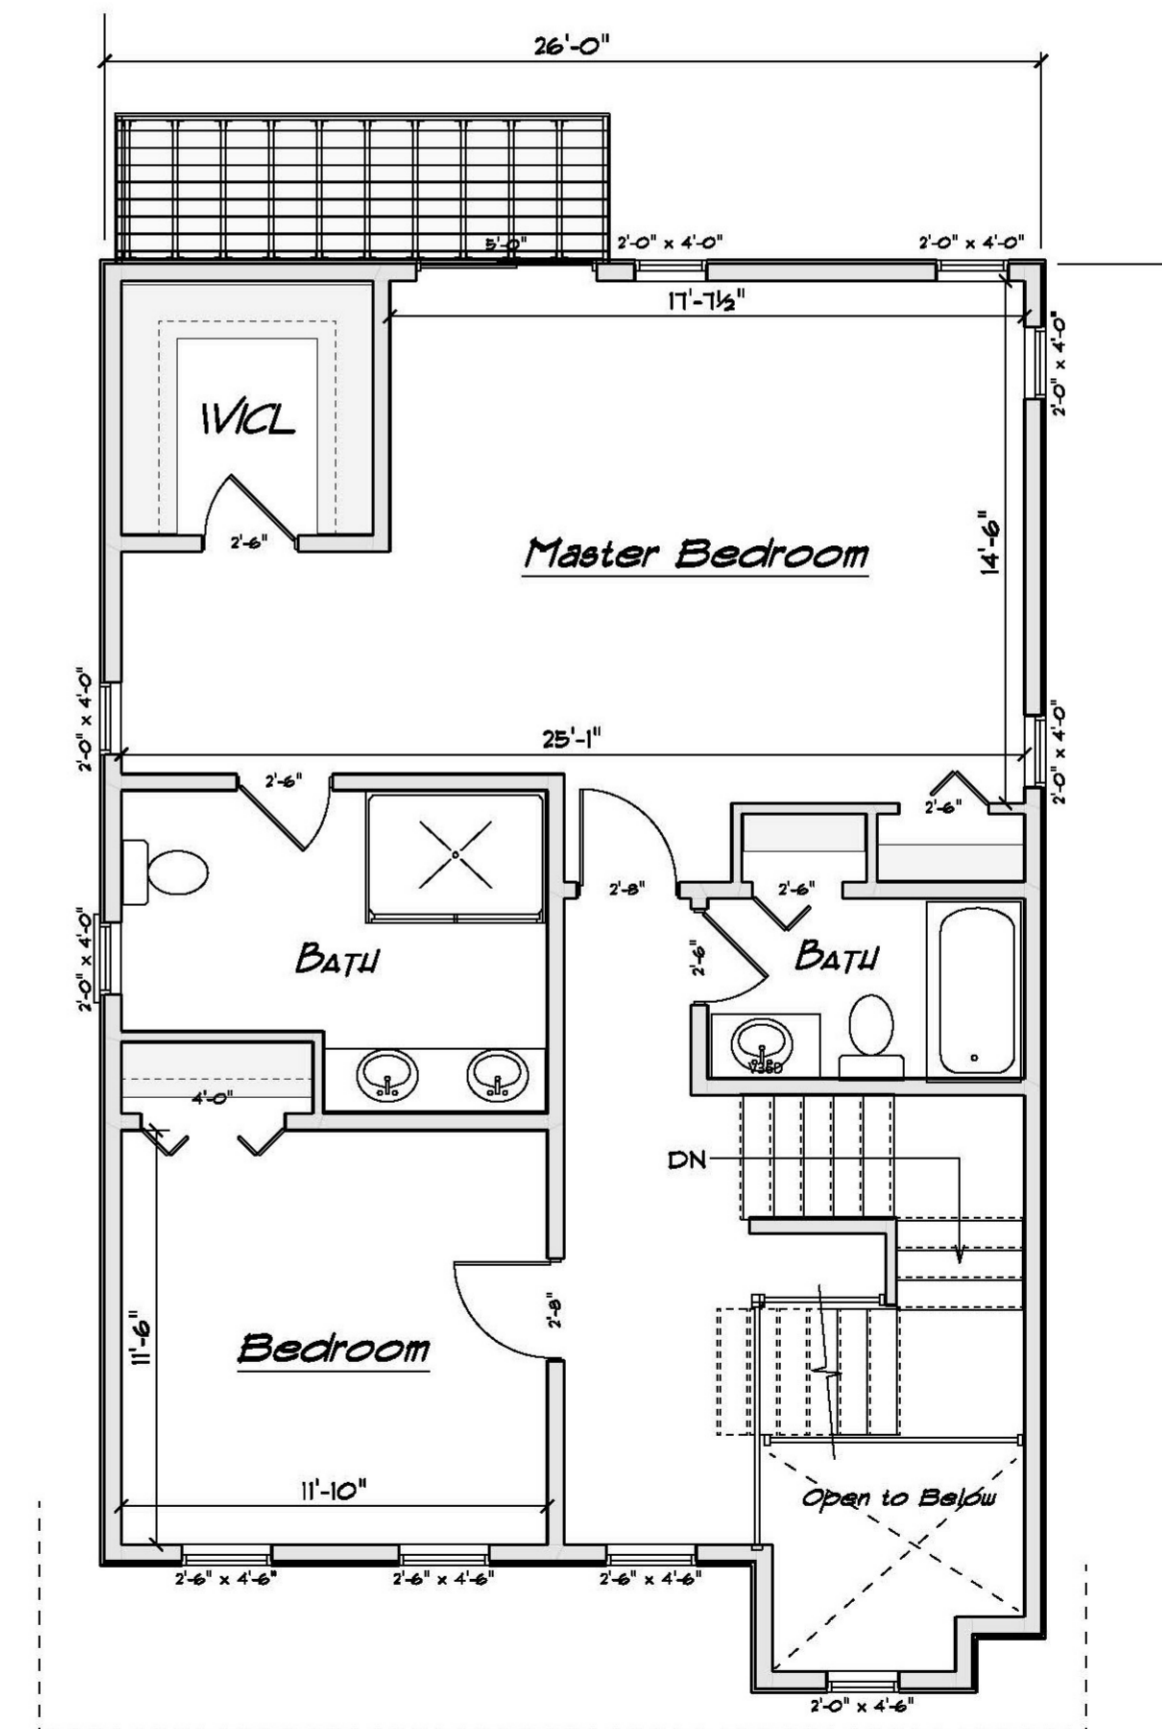 26'-0"
5'-0"
2'-0" x 4'-0"
2'-0" x 4'-0"
17'-7½"
2'-0" x 4'-0"
WICL
14'-6"
2'-6"
Master Bedroom
2'-0" x 4'-0"
25'-1"
2'-0" x 4'-0"
2'-6"
2'-6"
2'-8"
2'-6"
2'-0" x 4'-0"
Bath
2'-6"
Bath
V36D
4'-0"
DN
11'-6"
2'-8"
Bedroom
11'-10"
Open to Below
2'-6" x 4'-6"
2'-6" x 4'-6"
2'-6" x 4'-6"
2'-0" x 4'-6"